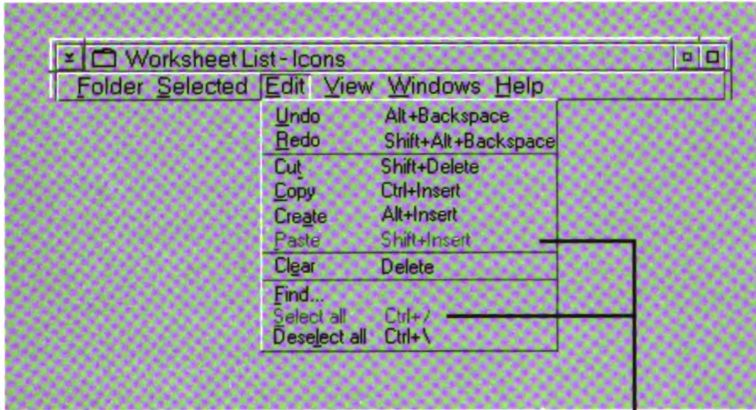 Worksheet List - Icons
Folder Selected Edit View Windows Help
Undo Alt+Backspace
Redo Shift+Alt+Backspace
Cut Shift+Delete
Copy Ctrl+Insert
Create Alt+Insert
Paste Shift+Insert
Clear Delete
Find...
Select all Ctrl+/
Deselect all Ctrl+\